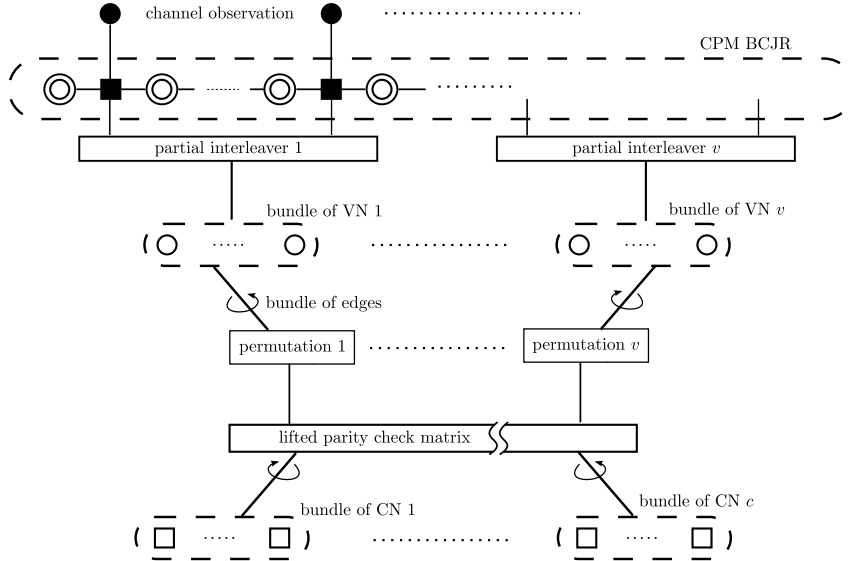 channel observation
CPM BCJR
partial interleaver 1
partial interleaver v
bundle of VN 1
bundle of VN v
bundle of edges
permutation 1
permutation v
lifted parity check matrix
bundle of CN 1
bundle of CN c